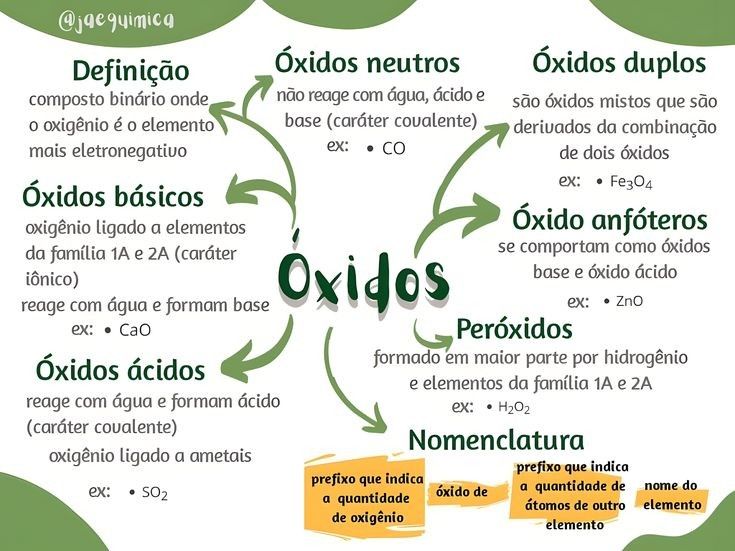 @jaequimica
Definição
composto binário onde
o oxigênio é o elemento
mais eletronegativo
Óxidos neutros
não reage com água, ácido e
base (caráter covalente)
ex: • CO
Óxidos duplos
são óxidos mistos que são
derivados da combinação
de dois óxidos
ex: • Fe₃O₄
Óxidos básicos
oxigênio ligado a elementos
da família 1A e 2A (caráter
iônico)
reage com água e formam base
ex: • CaO
Óxido anfóteros
se comportam como óxidos
base e óxido ácido
ex: • ZnO
Óxidos
Peróxidos
formado em maior parte por hidrogênio
e elementos da família 1A e 2A
ex: • H₂O₂
Óxidos ácidos
reage com água e formam ácido
(caráter covalente)
oxigênio ligado a ametais
ex: • SO₂
Nomenclatura
prefixo que indica
a quantidade
de oxigênio
óxido de
prefixo que indica
a quantidade de
átomos de outro
elemento
nome do
elemento